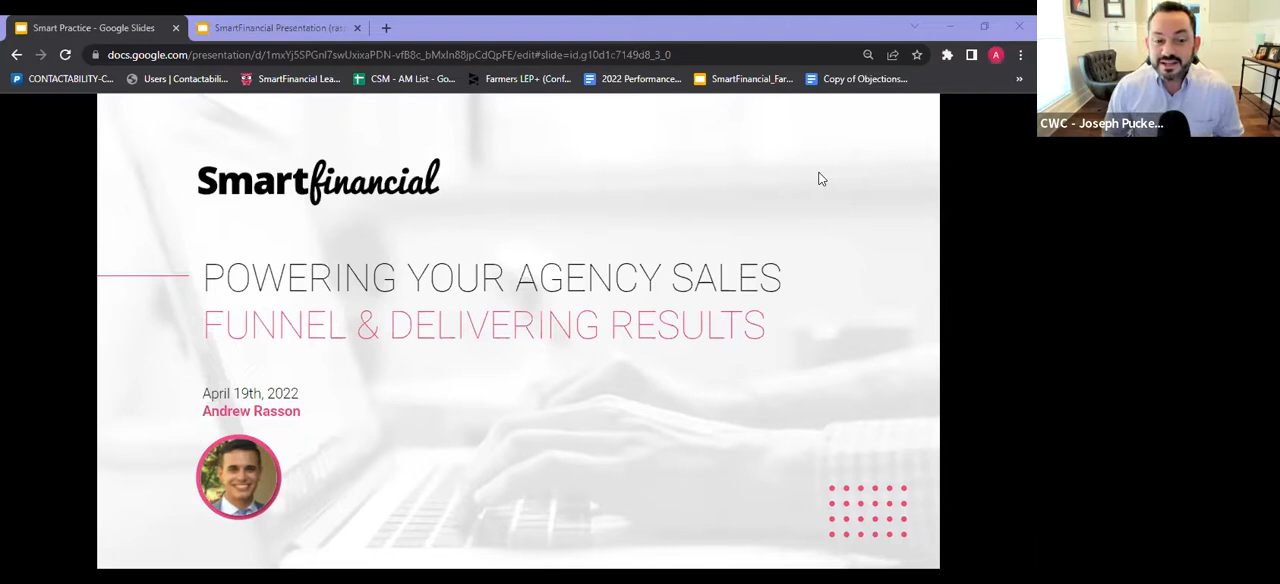 Smart Practice - Google Slides
SmartFinancial Presentation (ras
docs.google.com/presentation/d/1mxYj5SPGnI7swUxixaPDN-vfB8c_bMxIn88jpCdQpFE/edit#slide=id.g10d1c7149d8_3_0
A
CONTACTABILITY-C...
Users | Contactabili...
SmartFinancial Lea...
CSM - AM List - Go...
Farmers LEP+ (Conf...
2022 Performance...
SmartFinancial_Far...
Copy of Objections...
»
CWC - Joseph Pucke...
Smartfinancial
POWERING YOUR AGENCY SALES
FUNNEL & DELIVERING RESULTS
April 19th, 2022
Andrew Rasson